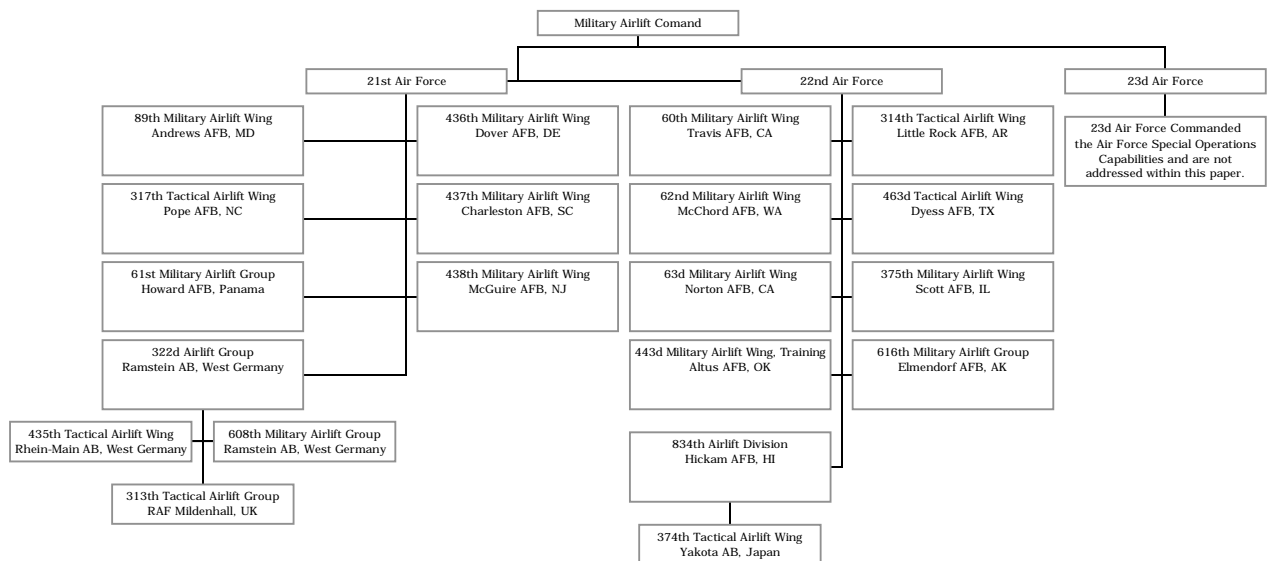 Military Airlift Comand
21st Air Force
22nd Air Force
23d Air Force
89th Military Airlift Wing
Andrews AFB, MD
436th Military Airlift Wing
Dover AFB, DE
60th Military Airlift Wing
Travis AFB, CA
314th Tactical Airlift Wing
Little Rock AFB, AR
23d Air Force Commanded
the Air Force Special Operations
Capabilities and are not
addressed within this paper.
317th Tactical Airlift Wing
Pope AFB, NC
437th Military Airlift Wing
Charleston AFB, SC
62nd Military Airlift Wing
McChord AFB, WA
463d Tactical Airlift Wing
Dyess AFB, TX
61st Military Airlift Group
Howard AFB, Panama
438th Military Airlift Wing
McGuire AFB, NJ
63d Military Airlift Wing
Norton AFB, CA
375th Military Airlift Wing
Scott AFB, IL
322d Airlift Group
Ramstein AB, West Germany
443d Military Airlift Wing, Training
Altus AFB, OK
616th Military Airlift Group
Elmendorf AFB, AK
435th Tactical Airlift Wing
Rhein-Main AB, West Germany
608th Military Airlift Group
Ramstein AB, West Germany
834th Airlift Division
Hickam AFB, HI
313th Tactical Airlift Group
RAF Mildenhall, UK
374th Tactical Airlift Wing
Yakota AB, Japan